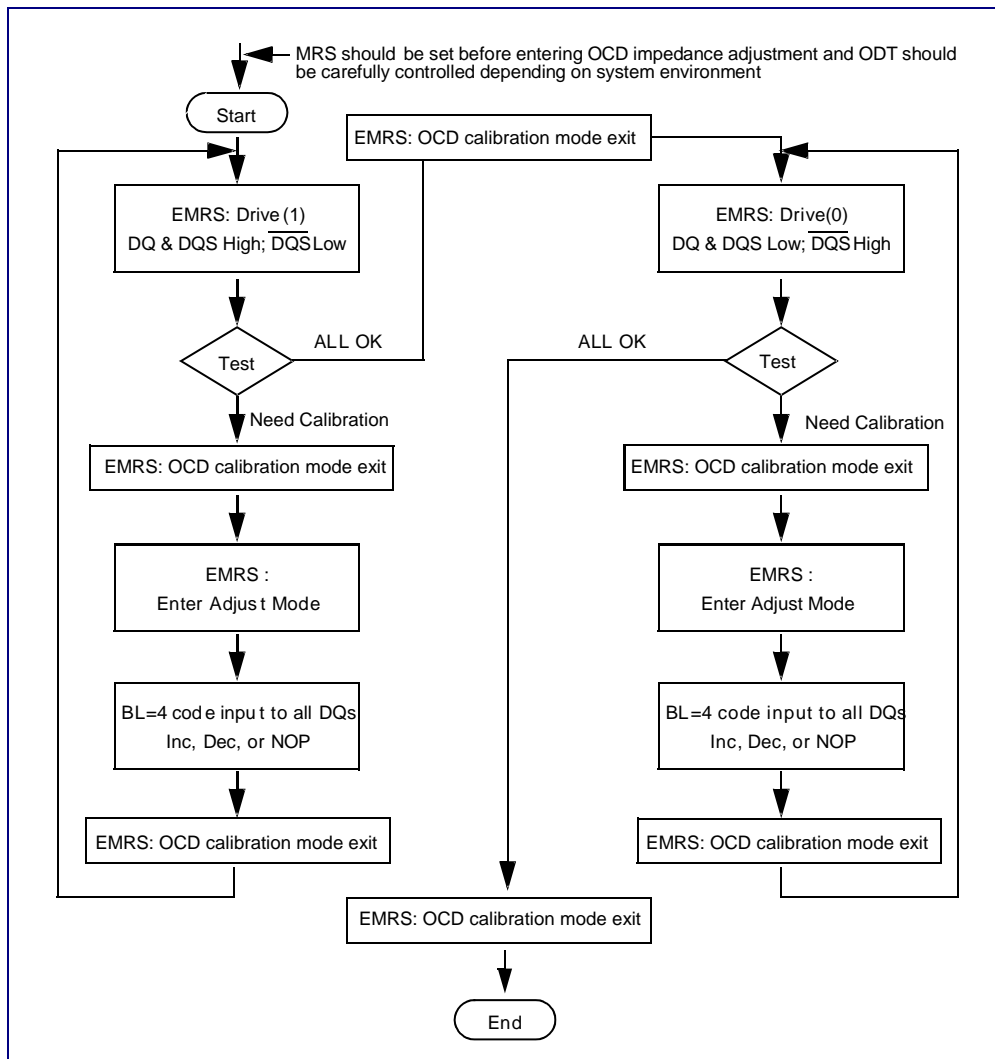 MRS should be set before entering OCD impedance adjustment and ODT should
be carefully controlled depending on system environment
Start
EMRS: OCD calibration mode exit
EMRS: Drive(1)
DQ & DQS High; D̅Q̅S̅ Low
Test
ALL OK
Need Calibration
EMRS: OCD calibration mode exit
EMRS :
Enter Adjust Mode
BL=4 code input to all DQs
Inc, Dec, or NOP
EMRS: OCD calibration mode exit
EMRS: Drive(0)
DQ & DQS Low; D̅Q̅S̅ High
ALL OK
Test
Need Calibration
EMRS: OCD calibration mode exit
EMRS :
Enter Adjust Mode
BL=4 code input to all DQs
Inc, Dec, or NOP
EMRS: OCD calibration mode exit
EMRS: OCD calibration mode exit
End